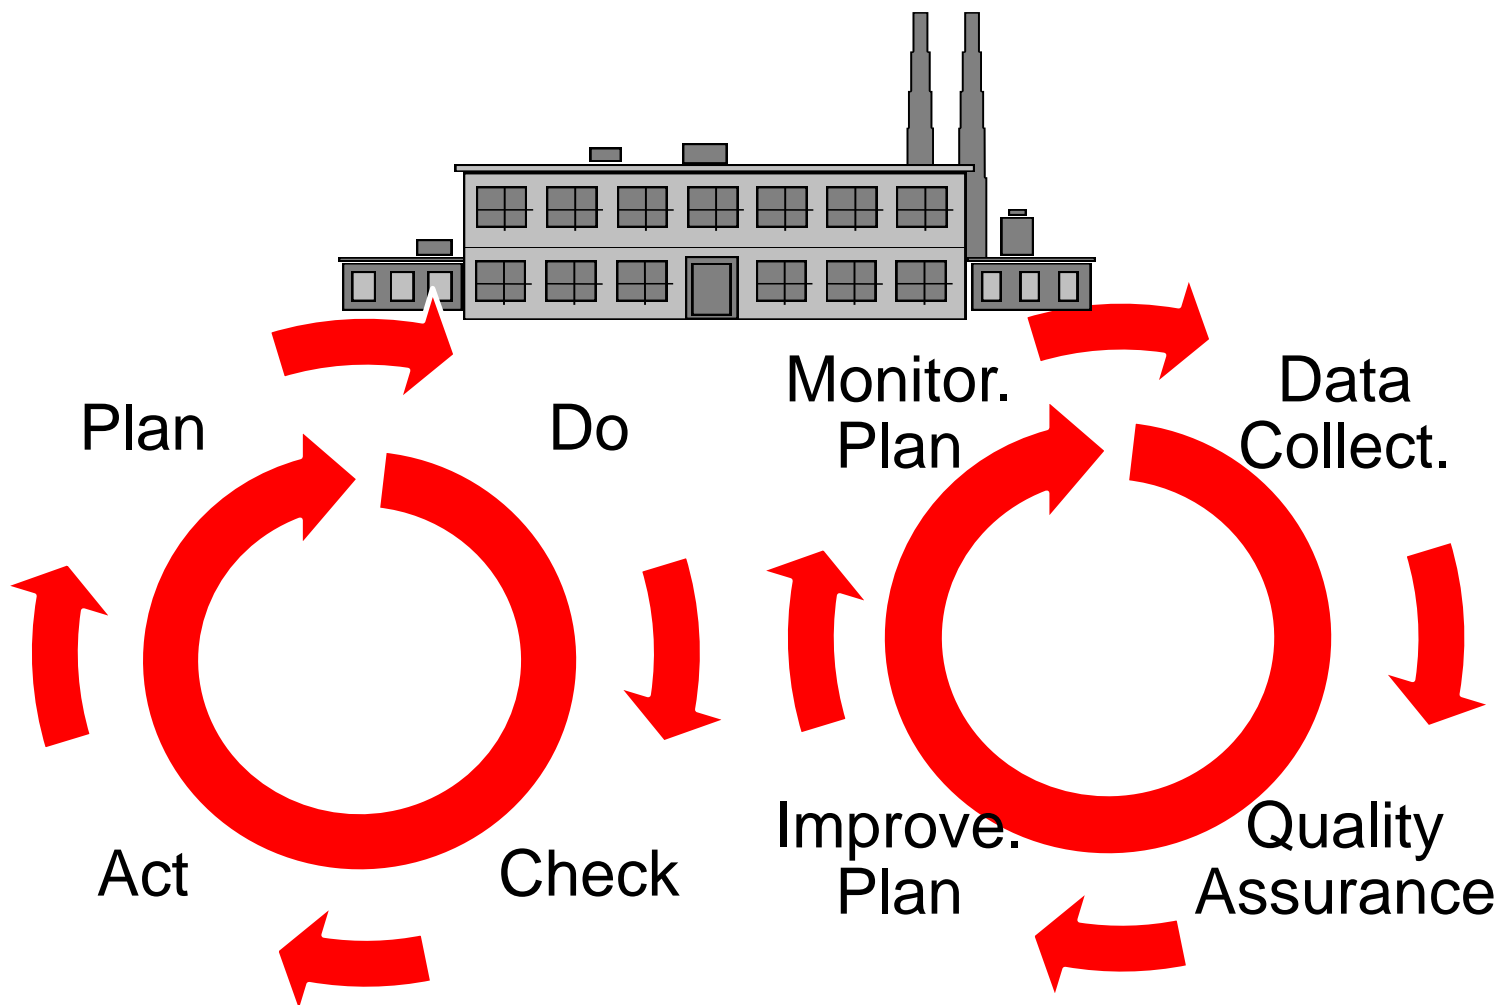 Plan
Do
Act
Check
Monitor.
Plan
Data
Collect.
Improve.
Plan
Quality
Assurance